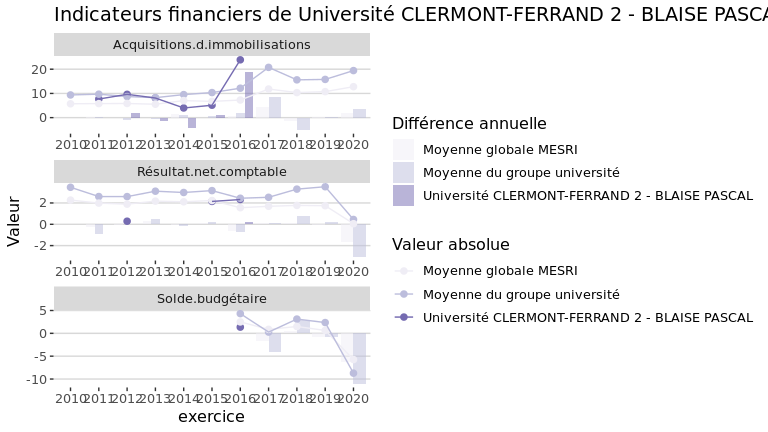 Indicateurs financiers de Université CLERMONT-FERRAND 2 - BLAISE PASCA
Acquisitions.d.immobilisations
20
10
0
2010 2011 2012 2013 2014 2015 2016 2017 2018 2019 2020
Résultat.net.comptable
2
0
-2
2010 2011 2012 2013 2014 2015 2016 2017 2018 2019 2020
Solde.budgétaire
5
0
-5
-10
2010 2011 2012 2013 2014 2015 2016 2017 2018 2019 2020
exercice
Valeur
Différence annuelle
Moyenne globale MESRI
Moyenne du groupe université
Université CLERMONT-FERRAND 2 - BLAISE PASCAL
Valeur absolue
Moyenne globale MESRI
Moyenne du groupe université
Université CLERMONT-FERRAND 2 - BLAISE PASCAL